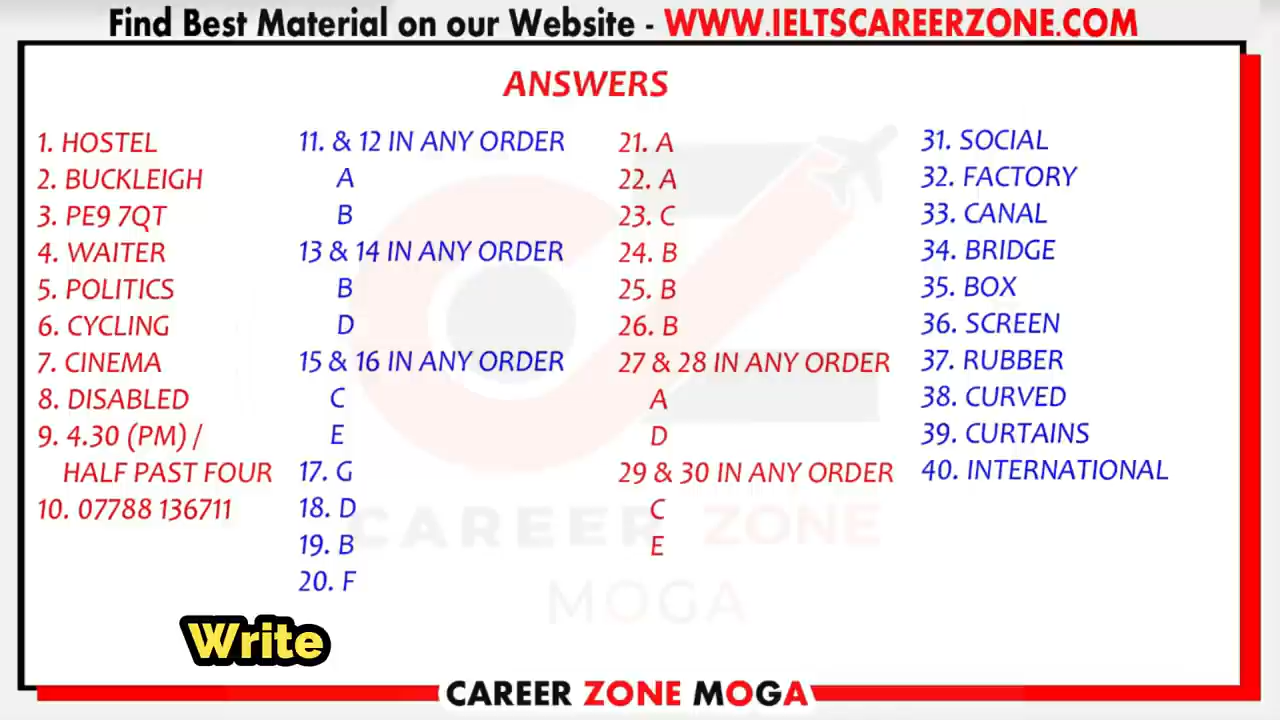 Find Best Material on our Website - WWW.IELTSCAREERZONE.COM
ANSWERS
1. HOSTEL
2. BUCKLEIGH
3. PE9 7QT
4. WAITER
5. POLITICS
6. CYCLING
7. CINEMA
8. DISABLED
9. 4.30 (PM) /
HALF PAST FOUR
10. 07788 136711
11. & 12 IN ANY ORDER
A
B
13 & 14 IN ANY ORDER
B
D
15 & 16 IN ANY ORDER
C
E
17. G
18. D
19. B
20. F
21. A
22. A
23. C
24. B
25. B
26. B
27 & 28 IN ANY ORDER
A
D
29 & 30 IN ANY ORDER
C
E
31. SOCIAL
32. FACTORY
33. CANAL
34. BRIDGE
35. BOX
36. SCREEN
37. RUBBER
38. CURVED
39. CURTAINS
40. INTERNATIONAL
CAREER ZONE
MOGA
Write
CAREER ZONE MOGA